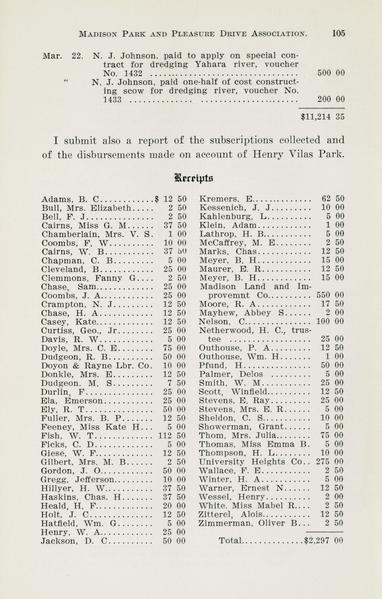 MADISON PARK AND PLEASURE DRIVE ASSOCIATION. 105
Mar. 22. N. J. Johnson, paid to apply on special con-
tract for dredging Yahara river, voucher
No. 1432 ................................ 500 00
" N. J. Johnson, paid one-half of cost construct-
ing scow for dredging river, voucher No.
1433 ............. ..................... 200 00
$11,214 35
I submit also a report of the subscriptions collected and
of the disbursements made on account of Henry Vilas Park.
Receipts
Adams, B. C...........$ 12 50
Bull, Mrs. Elizabeth..... 2 50
Bell, F. J.............. 2 50
Cairns, Miss G. M...... 37 50
Chamberlain, Mrs. V. S. 1 00
Coombs, F. W.......... 10 00
Cairns, W. B........... 37 50
Chapman, C. B......... 5 00
Cleveland, B........... 25 00
Clemmons, Fanny G.... 2 50
Chase, Sam............ 25 00
Coombs, J. A........... 25 00
Crampton, N. J........ 12 50
Chase, H. A............ 12 50
Casey, Kate............ 12 50
Curtiss, Geo., Jr........ 25 00
Davis, R. W............ 5 00
Doyle, Mrs. C. E........ 75 00
Dudgeon, R. B......... 50 00
Doyon & Rayne Lbr. Co. 10 00
Donkle, Mrs. E......... 12 50
Dudgeon, M. S......... 7 50
Durlin, F.............. 25 00
Ela, Emerson........... 25 00
Ely, R. T.............. 50 00
Fuller, Mrs. B. P........ 12 50
Feeney, Miss Kate H... 5 00
Fish, W. T............. 112 50
Ficks, C. D............ 5 00
Giese, W. F............ 12 50
Gilbert, Mrs. M. B...... 2 50
Gordon, J. O........... 50 00
Gregg, Jefferson........ 10 00
Hillyer, H. W.......... 37 50
Haskins, Chas. H....... 37 50
Heald, H. F............ 20 00
Holt, J. C.............. 12 50
Hatfield, Wm. G........ 5 00
Henry, W. A........... 25 00
Jackson, D. C.......... 50 00
Kremers, E............. 62 50
Kessenich, J. J......... 10 00
Kahlenburg, L.......... 5 00
Klein, Adam............ 1 00
Lathrop, H. B.......... 5 00
McCaffrey, M. E........ 2 50
Marks, Chas............ 12 50
Meyer, B. H............ 15 00
Maurer, E. R........... 12 50
Meyer, B. H............ 15 00
Madison Land and Im-
provemnt Co.......... 550 00
Moore, R. A............ 17 50
Mayhew, Abbey S...... 2 00
Nelson, C.............. 100 00
Netherwood, H. C., trus-
tee ................... 25 00
Outhouse, P. A......... 12 50
Outhouse, Wm. H...... 1 00
Pfund, H............... 50 00
Palmer, Delos ......... 5 00
Smith, W. M........... 25 00
Scott, Winfield......... 12 50
Stevens, E. Ray........ 25 00
Stevens, Mrs. E. R..... 5 00
Sheldon, C. S.......... 10 00
Showerman, Grant..... 5 00
Thom, Mrs. Julia....... 75 00
Thomas, Miss Emma B. 5 00
Thompson, H. L........ 10 00
University Heights Co.. 275 00
Wallace, F. E.......... 2 50
Winter, H. A........... 5 00
Warner, Ernest N...... 12 50
Wessel, Henry.......... 2 00
White, Miss Mabel R... 2 50
Zitterel, Alois.......... 12 50
Zimmerman, Oliver B... 2 50
Total............$2,297 00